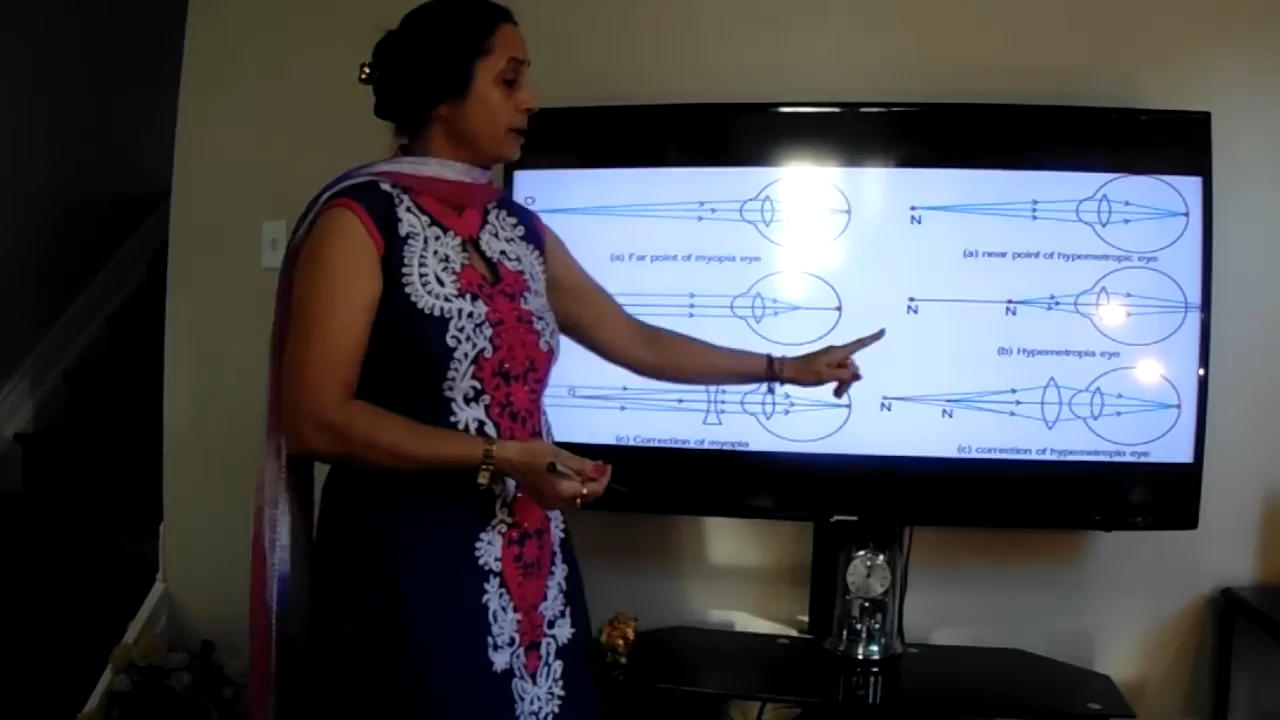 O
(a) Far point of myopia eye
O
(c) Correction of myopia
N
(a) near point of hypermetropic eye
N N
(b) Hypermetropia eye
N N
(c) correction of hypermetropia eye